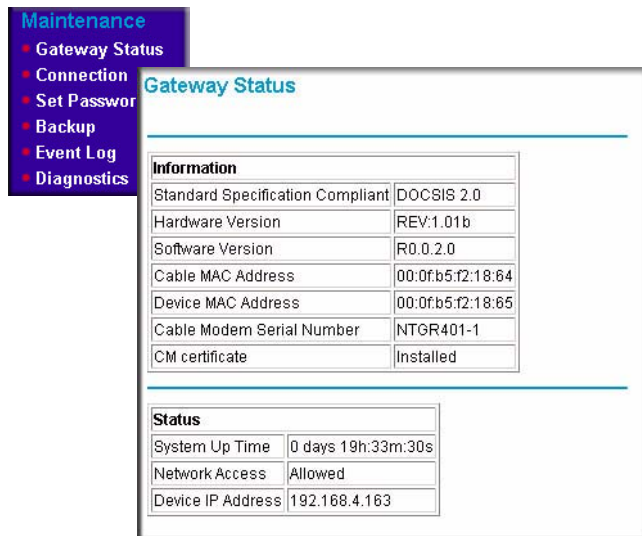 Maintenance
Gateway Status
Connection
Set Passwor
Backup
Event Log
Diagnostics
Gateway Status
Information
Standard Specification Compliant DOCSIS 2.0
Hardware Version REV:1.01b
Software Version R0.0.2.0
Cable MAC Address 00:0f:b5:f2:18:64
Device MAC Address 00:0f:b5:f2:18:65
Cable Modem Serial Number NTGR401-1
CM certificate Installed
Status
System Up Time 0 days 19h:33m:30s
Network Access Allowed
Device IP Address 192.168.4.163